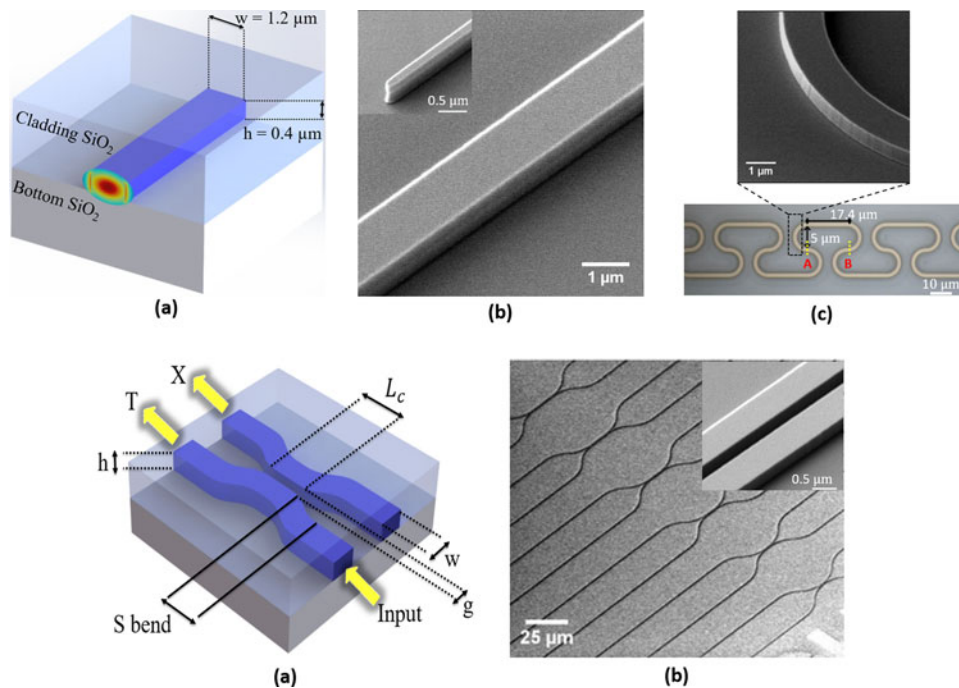 w = 1.2 µm
Cladding SiO₂
h = 0.4 µm
Bottom SiO₂
(a)
0.5 µm
1 µm
(b)
1 µm
17.4 µm
5 µm
A
B
10 µm
(c)
X
T
L_c
h
w
g
S bend
Input
(a)
0.5 µm
25 µm
(b)